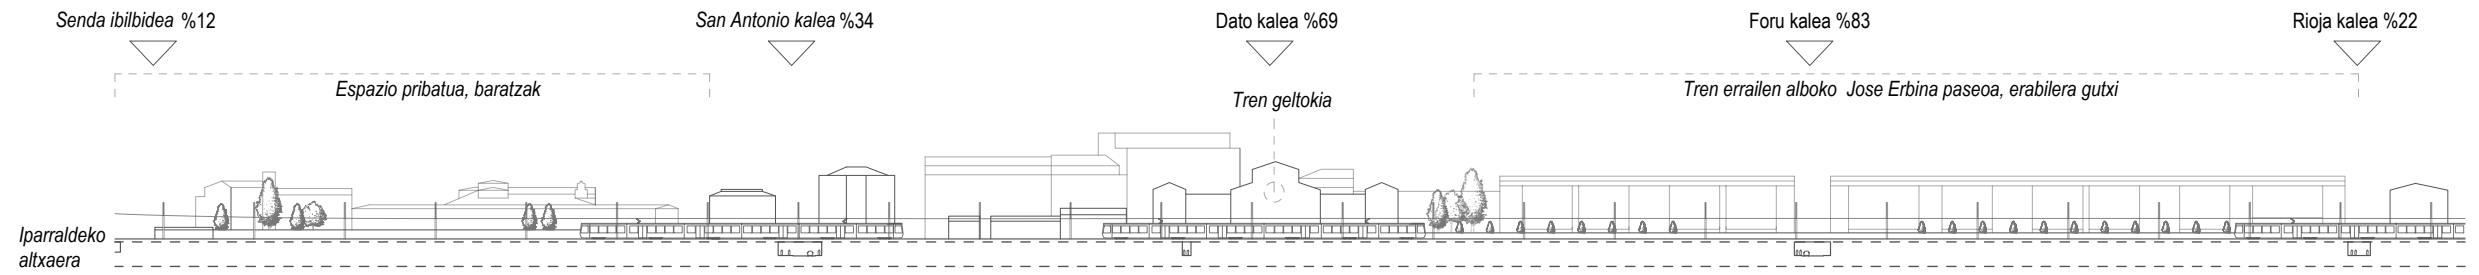 Senda ibilbidea %12
San Antonio kalea %34
Dato kalea %69
Foru kalea %83
Rioja kalea %22
Espazio pribatua, baratzak
Tren geltokia
Tren errailen alboko Jose Erbina paseoa, erabilera gutxi
Iparraldeko
altxaera